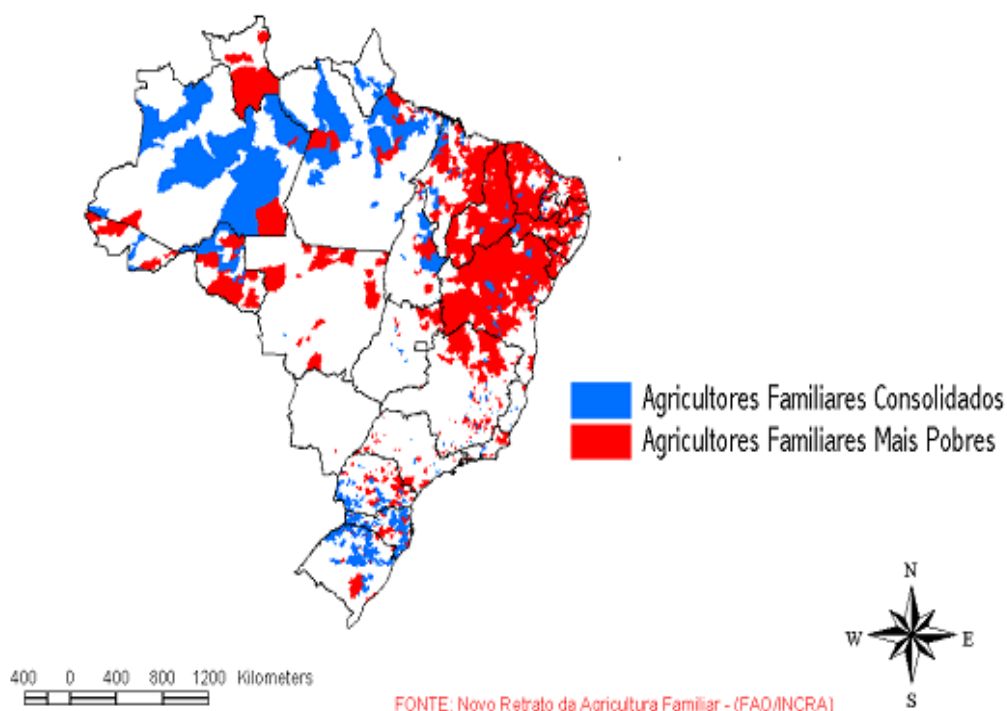 Agricultores Familiares Consolidados
Agricultores Familiares Mais Pobres
N
W E
S
400 0 400 800 1200 Kilometers
FONTE: Novo Retrato da Agricultura Familiar - (FAO/INCRA)